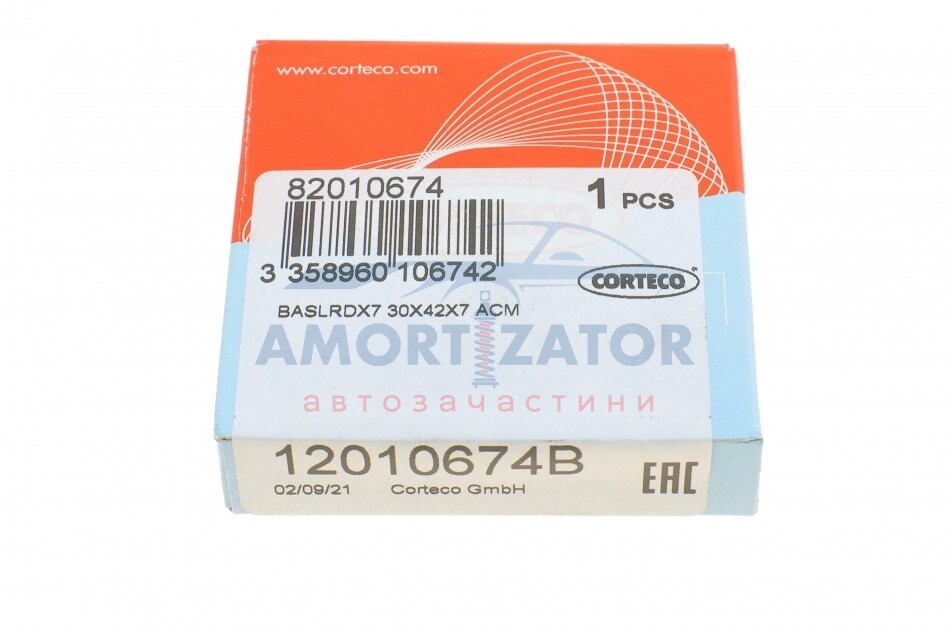 www.corteco.com
82010674
1 PCS
3 358960 106742
CORTECO
BASLRDX7 30X42X7 ACM
AMORTIZATOR
автозачастини
12010674B
02/09/21 Corteco GmbH
EAC